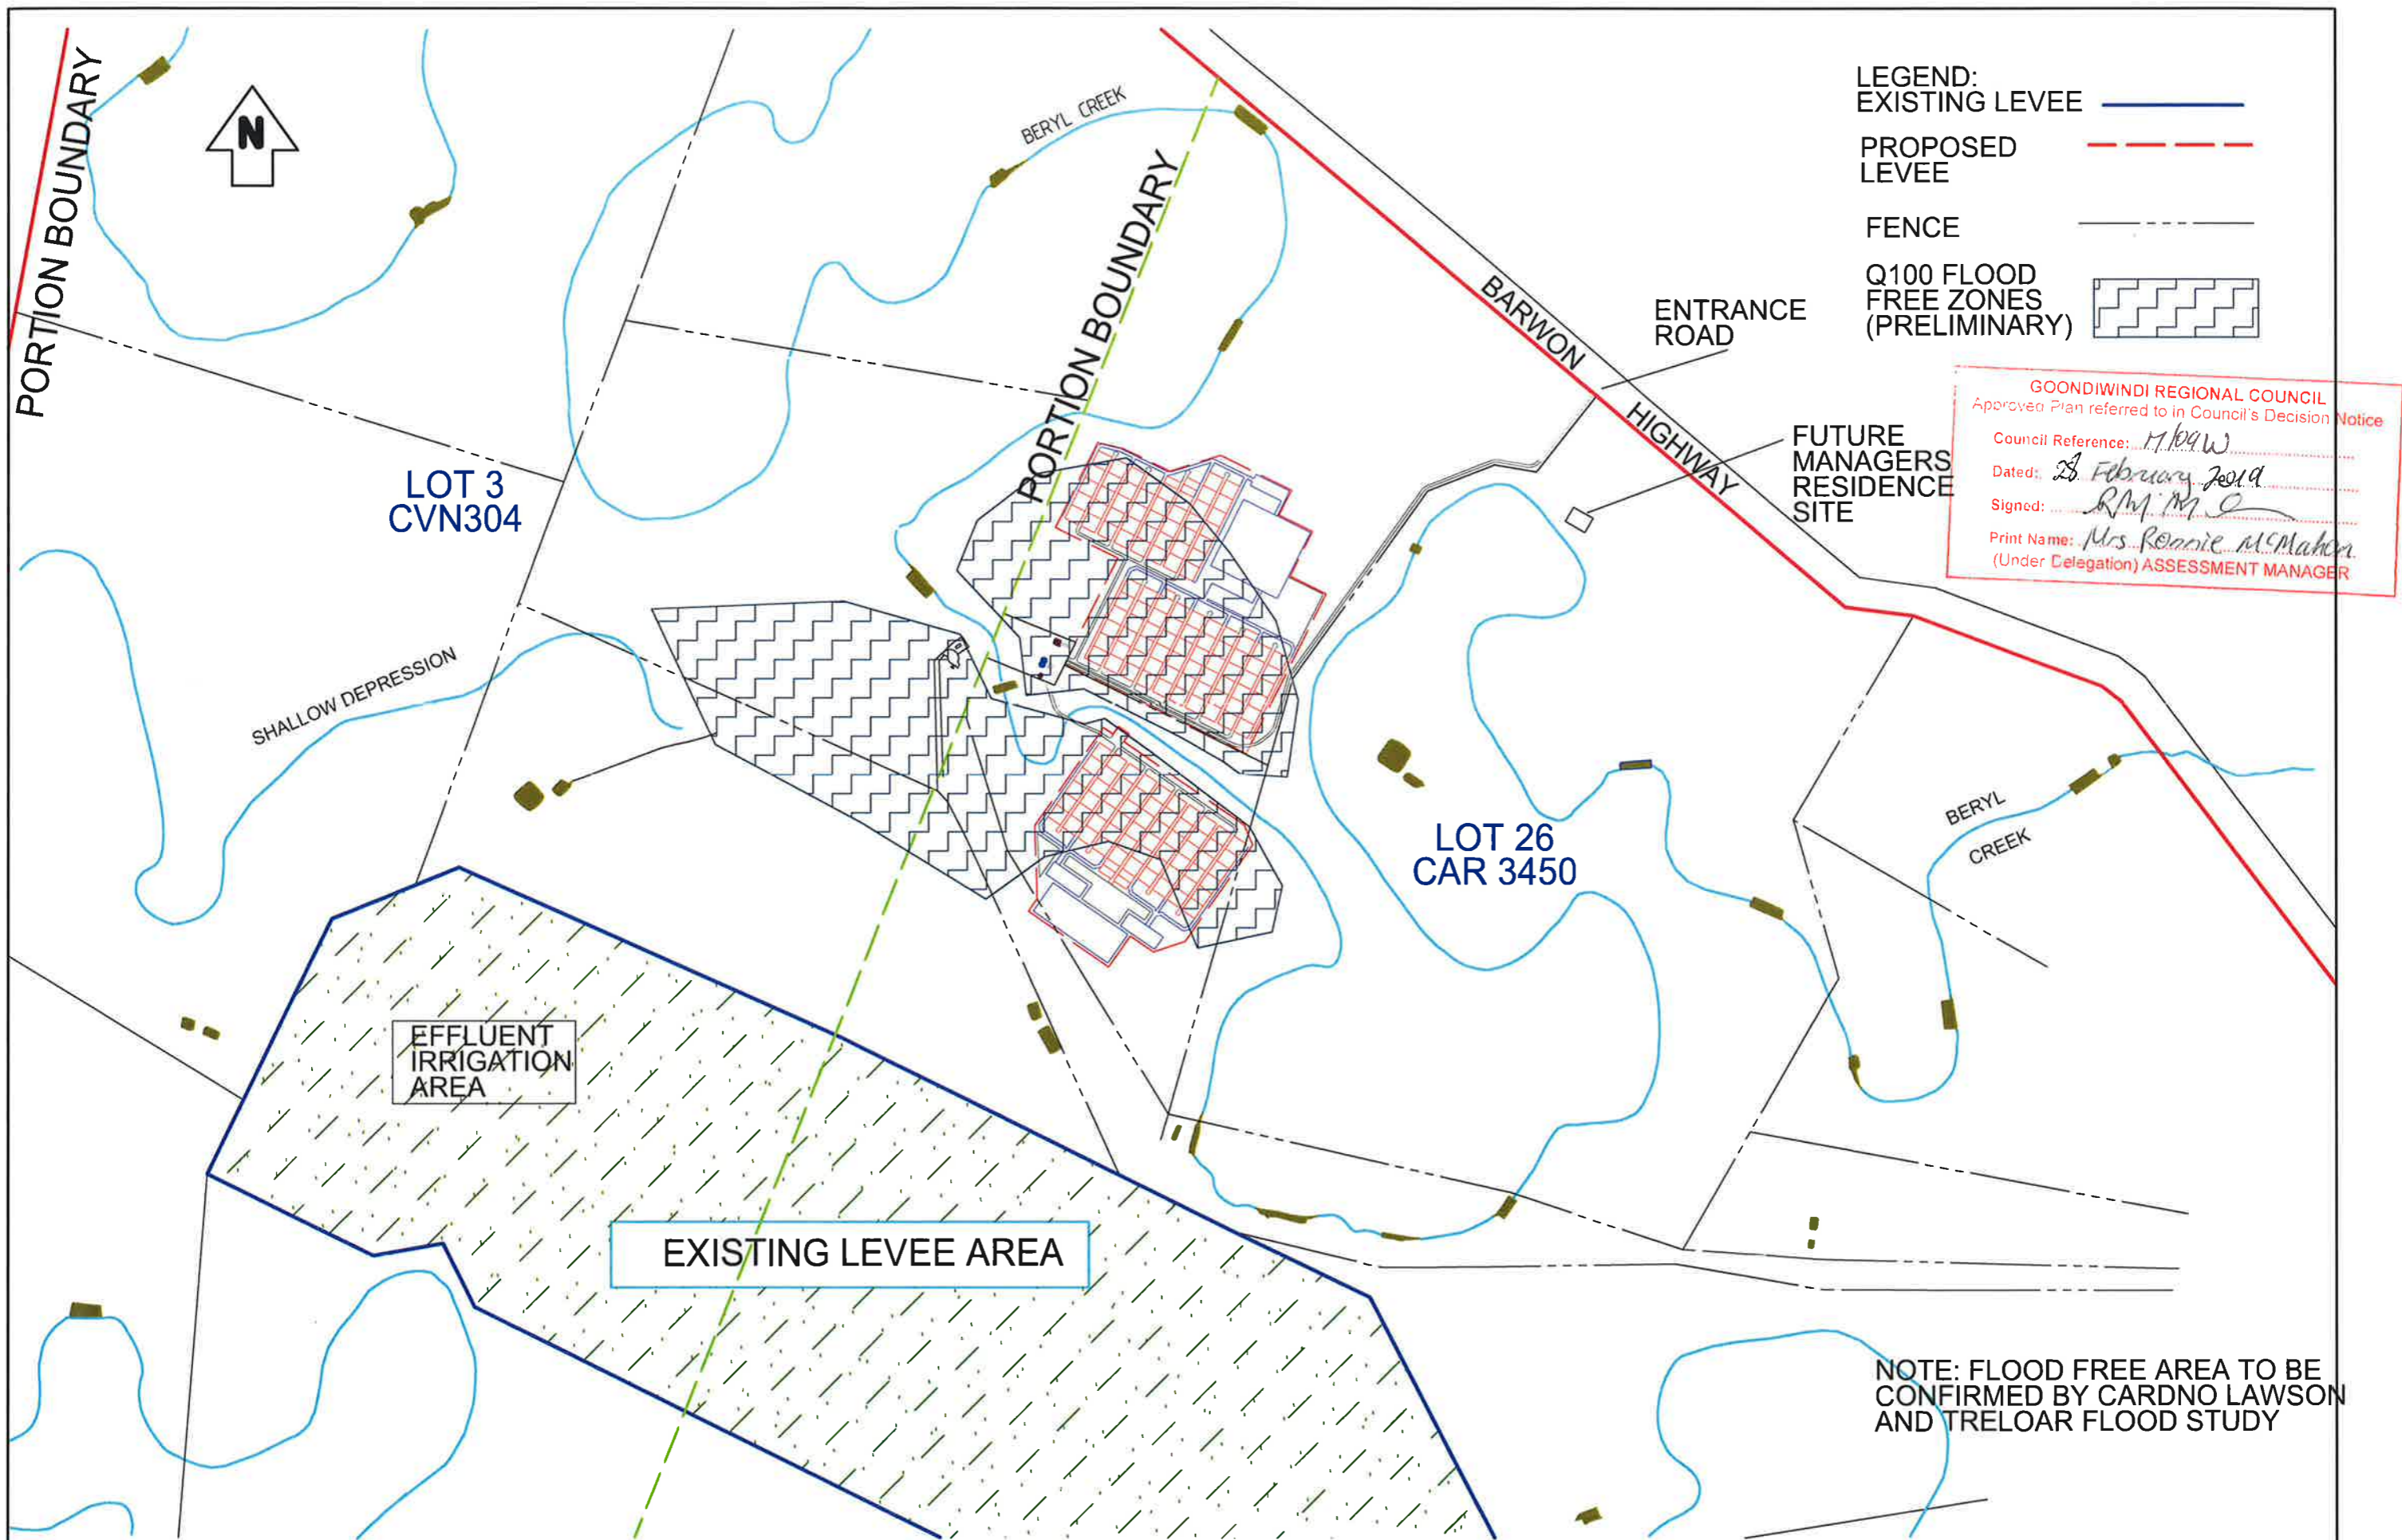 PORTION BOUNDARY
N
BERYL CREEK
PORTION BOUNDARY
BARWON
HIGHWAY
ENTRANCE
ROAD
FUTURE
MANAGERS
RESIDENCE
SITE
LEGEND:
EXISTING LEVEE
PROPOSED
LEVEE
FENCE
Q100 FLOOD
FREE ZONES
(PRELIMINARY)
GOONDIWINDI REGIONAL COUNCIL
Approved Plan referred to in Council's Decision Notice
Council Reference:
Dated: 28 February 2019
Signed:
Print Name: Mrs Ronnie McMahon
(Under Delegation) ASSESSMENT MANAGER
LOT 3
CVN304
SHALLOW DEPRESSION
LOT 26
CAR 3450
BERYL
CREEK
EFFLUENT
IRRIGATION
AREA
EXISTING LEVEE AREA
NOTE: FLOOD FREE AREA TO BE
CONFIRMED BY CARDNO LAWSON
AND TRELOAR FLOOD STUDY